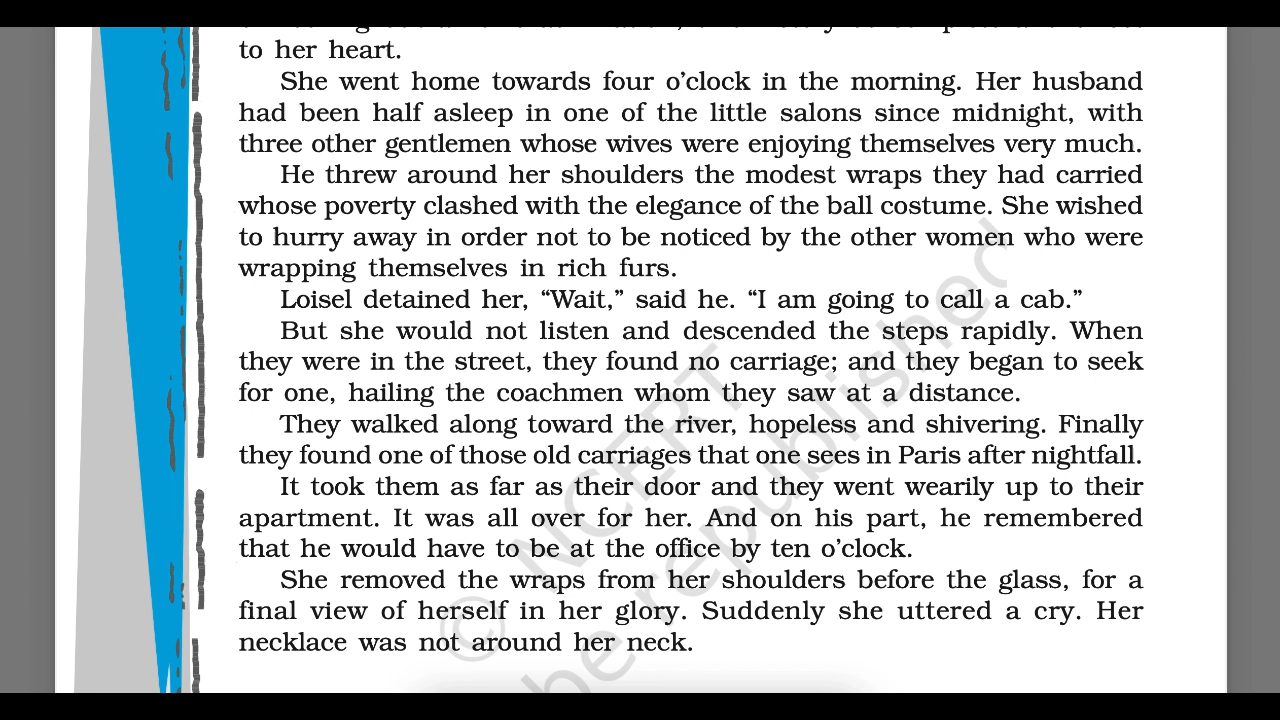 to her heart.
She went home towards four o’clock in the morning. Her husband
had been half asleep in one of the little salons since midnight, with
three other gentlemen whose wives were enjoying themselves very much.
He threw around her shoulders the modest wraps they had carried
whose poverty clashed with the elegance of the ball costume. She wished
to hurry away in order not to be noticed by the other women who were
wrapping themselves in rich furs.
Loisel detained her, “Wait,” said he. “I am going to call a cab.”
But she would not listen and descended the steps rapidly. When
they were in the street, they found no carriage; and they began to seek
for one, hailing the coachmen whom they saw at a distance.
They walked along toward the river, hopeless and shivering. Finally
they found one of those old carriages that one sees in Paris after nightfall.
It took them as far as their door and they went wearily up to their
apartment. It was all over for her. And on his part, he remembered
that he would have to be at the office by ten o’clock.
She removed the wraps from her shoulders before the glass, for a
final view of herself in her glory. Suddenly she uttered a cry. Her
necklace was not around her neck.
© NCERT
be republished